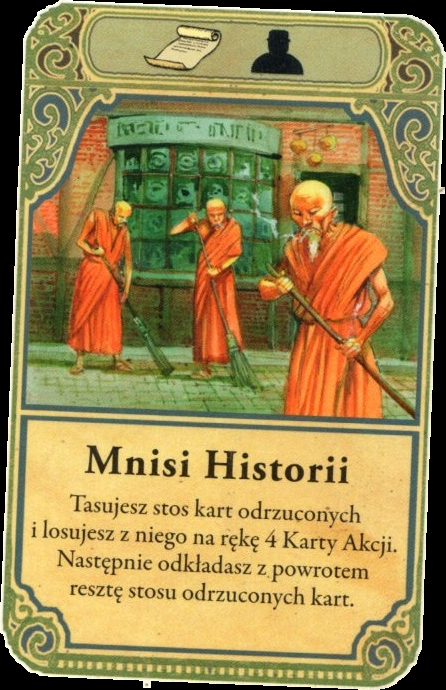 Mnisi Historii
Tasujesz stos kart odrzuconych
i losujesz z niego na rękę 4 Karty Akcji.
Następnie odkładasz z powrotem
resztę stosu odrzuconych kart.